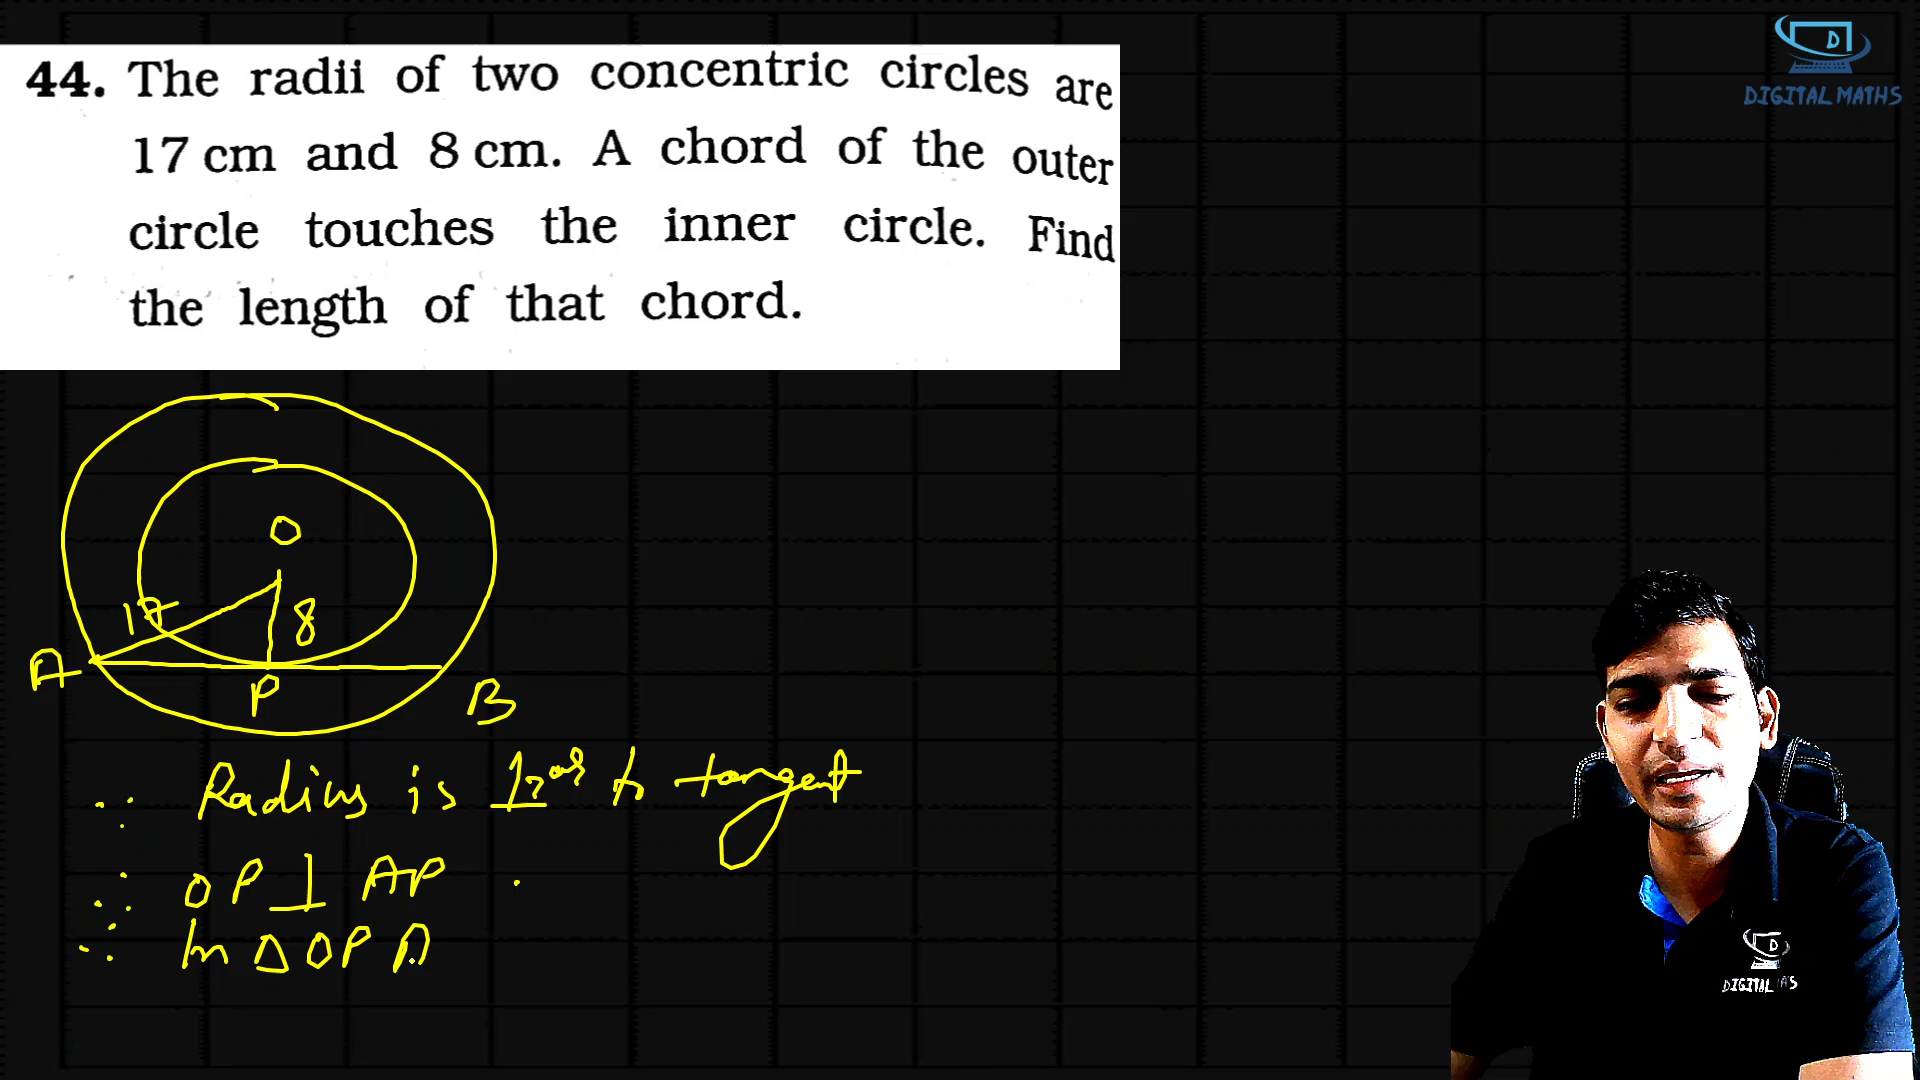 44. The radii of two concentric circles are
17 cm and 8 cm. A chord of the outer
circle touches the inner circle. Find
the length of that chord.
D
DIGITAL MATHS
O
17
8
A
P
B
∵ Radius is ⊥ to tangent
∴ OP ⊥ AP
∴ In Δ OPA
D
DIGITAL